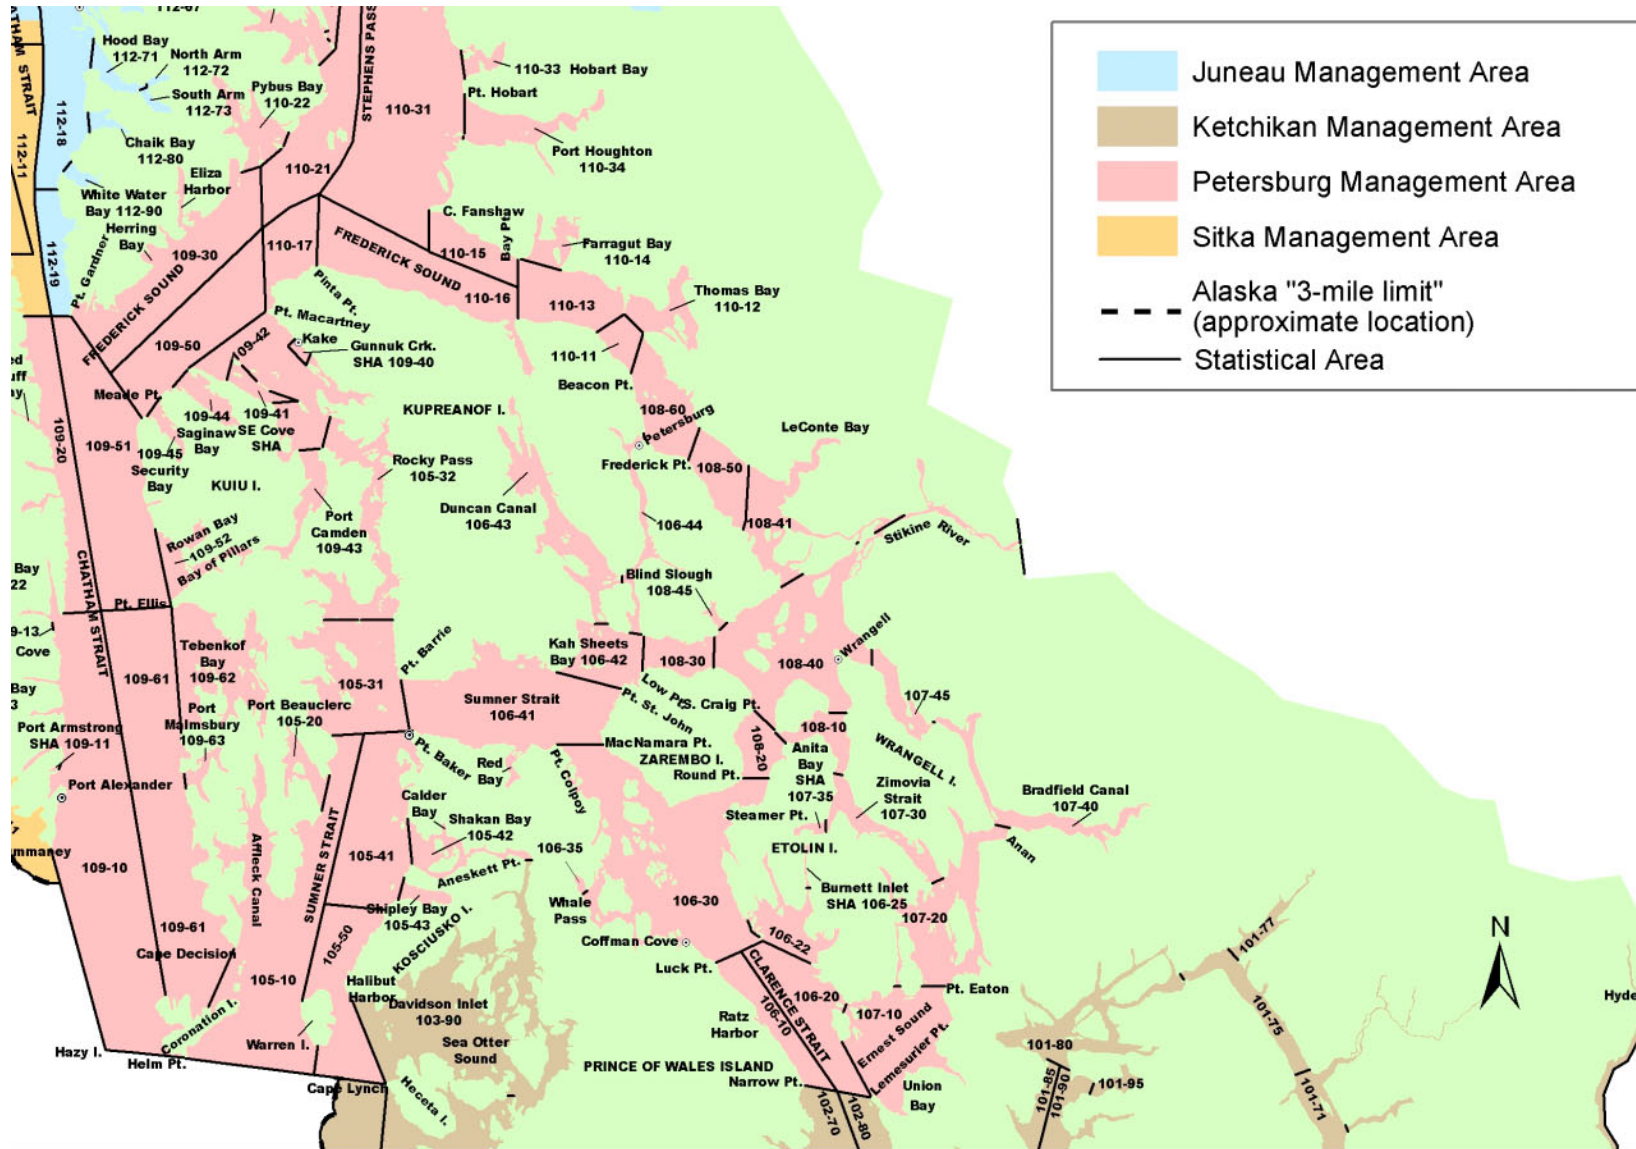 112-67
Hood Bay
112-71
North Arm
112-72
South Arm
112-73
Pybus Bay
110-22
Chaik Bay
112-80
Eliza
Harbor
White Water
Bay 112-90
Herring
Bay
CHATHAM STRAIT
112-11
112-18
112-19
Pt. Gardner
STEPHENS PASS
110-31
110-33 Hobart Bay
Pt. Hobart
Port Houghton
110-34
110-21
110-17
109-30
FREDERICK SOUND
FREDERICK SOUND
C. Fanshaw
110-15
Bay Pt.
Farragut Bay
110-14
110-16
110-13
Thomas Bay
110-12
110-11
Beacon Pt.
Pinta Pt.
Pt. Macartney
Kake
Gunnuk Crk.
SHA 109-40
109-50
109-42
Meade Pt.
109-44
Saginaw
Bay
109-41
SE Cove
SHA
109-45
Security
Bay
KUIU I.
109-51
109-20
KUPREANOF I.
Rocky Pass
105-32
Port
Camden
109-43
Duncan Canal
106-43
108-60
Petersburg
Frederick Pt.
108-50
LeConte Bay
106-44
108-41
Stikine River
Blind Slough
108-45
Rowan Bay
109-52
Bay of Pillars
CHATHAM STRAIT
Pt. Ellis
Bay
Cove
109-61
Tebenkof
Bay
109-62
Pt. Barrie
105-31
Kah Sheets
Bay 106-42
108-30
108-40
Wrangell
Sumner Strait
106-41
Low Pt.
S. Craig Pt.
Pt. St. John
107-45
108-10
WRANGELL I.
Port
Malmsbury
109-63
Port Beauclerc
105-20
Port Armstrong
SHA 109-11
Port Alexander
Pt. Baker
Red
Bay
Pt. Colpoy
MacNamara Pt.
ZAREMBO I.
Round Pt.
108-20
Anita
Bay
SHA
107-35
Zimovia
Strait
107-30
Bradfield Canal
107-40
Steamer Pt.
ETOLIN I.
Anan
Calder
Bay
Shakan Bay
105-42
Aneskett Pt.
105-41
SUMNER STRAIT
Affleck Canal
109-10
109-61
106-35
Whale
Pass
106-30
Burnett Inlet
SHA 106-25
107-20
Shipley Bay
105-43
KOSCIUSKO I.
105-50
Coffman Cove
Luck Pt.
106-22
Cape Decision
105-10
Halibut
Harbor
Davidson Inlet
103-90
Sea Otter
Sound
CLARENCE STRAIT
106-20
106-10
Ratz
Harbor
Pt. Eaton
107-10
Ernest Sound
Lemesurier Pt.
Coronation I.
Warren I.
Hazy I.
Helm Pt.
Cape Lynch
Heceta I.
PRINCE OF WALES ISLAND
Narrow Pt.
Union
Bay
102-70
102-80
101-80
101-85
101-90
101-95
101-77
101-75
101-71
N
Juneau Management Area
Ketchikan Management Area
Petersburg Management Area
Sitka Management Area
Alaska "3-mile limit"
(approximate location)
Statistical Area